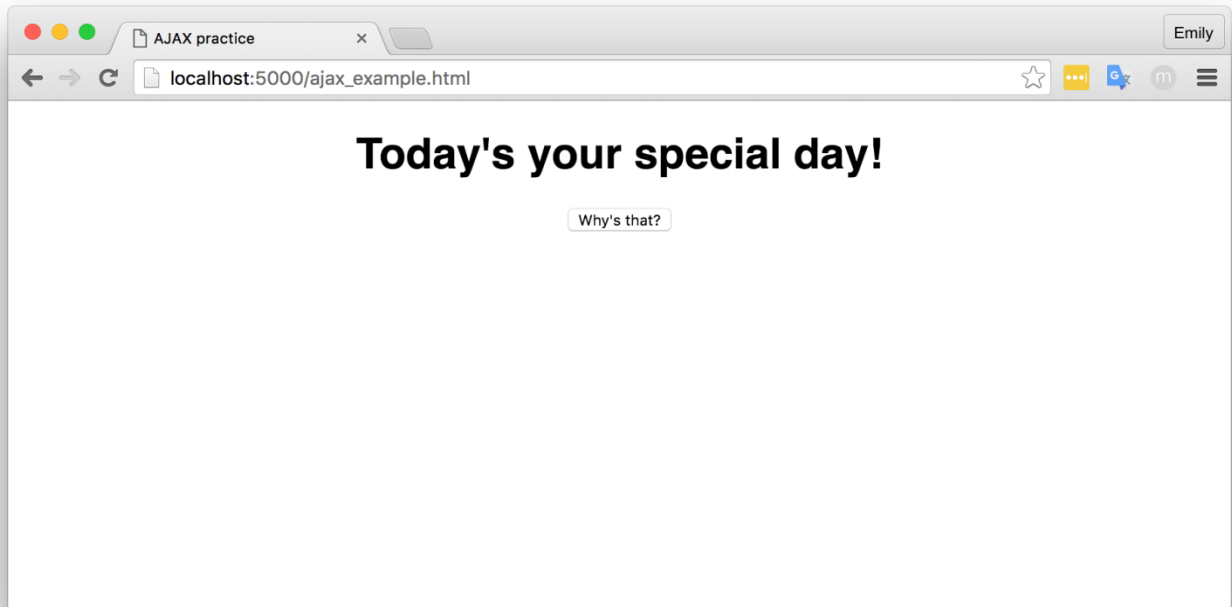 AJAX practice
Emily
localhost:5000/ajax_example.html
G
m
Today's your special day!
Why's that?